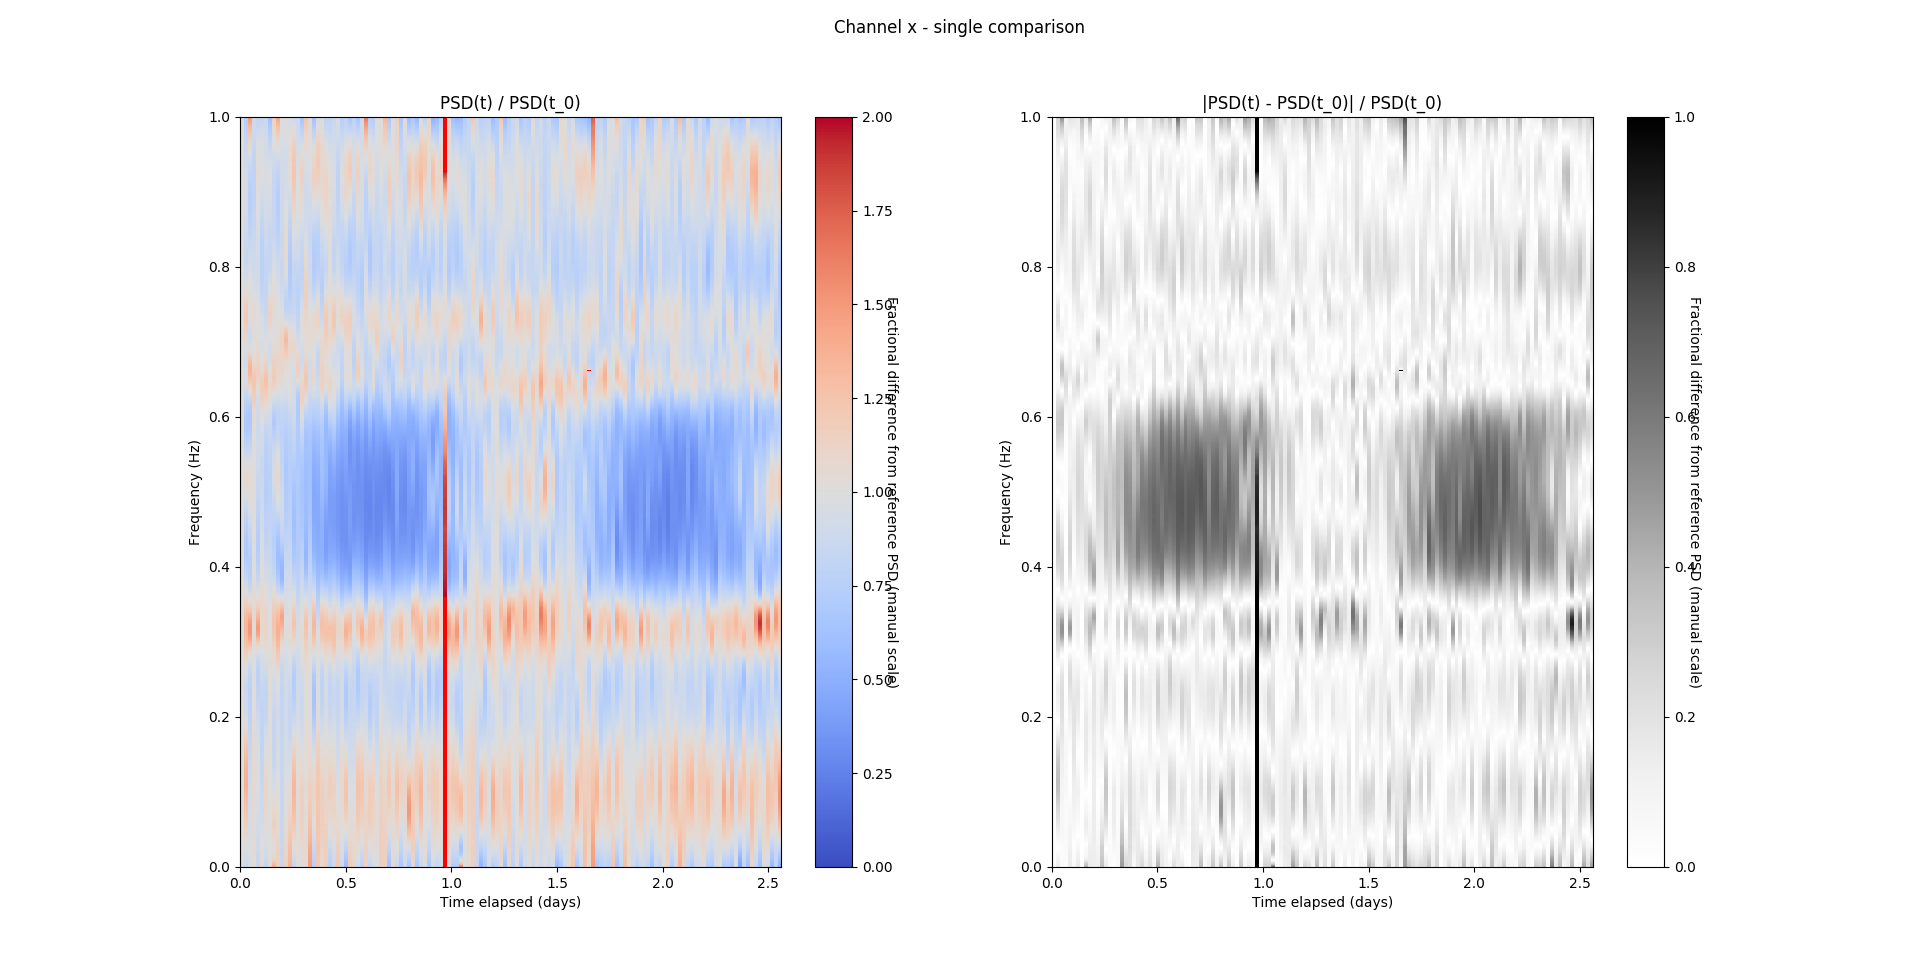 Channel x - single comparison
PSD(t) / PSD(t_0)
1.0
0.8
0.6
0.4
0.2
0.0
Frequency (Hz)
0.0 0.5 1.0 1.5 2.0 2.5
Time elapsed (days)
2.00
1.75
1.50
1.25
1.00
0.75
0.50
0.25
0.00
Fractional difference from reference PSD (manual scale)
|PSD(t) - PSD(t_0)| / PSD(t_0)
1.0
0.8
0.6
0.4
0.2
0.0
Frequency (Hz)
0.0 0.5 1.0 1.5 2.0 2.5
Time elapsed (days)
1.0
0.8
0.6
0.4
0.2
0.0
Fractional difference from reference PSD (manual scale)